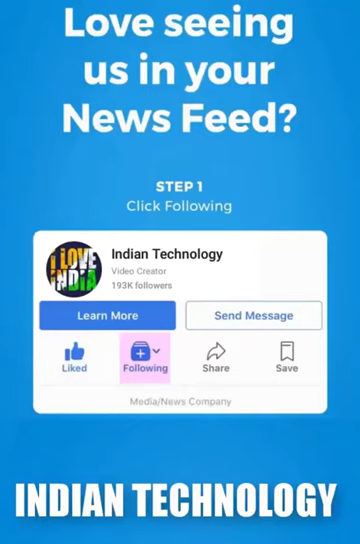 Love seeing
us in your
News Feed?
STEP 1
Click Following
I LOVE
INDIA
Indian Technology
Video Creator
193K followers
Learn More
Send Message
Liked
Following
Share
Save
Media/News Company
INDIAN TECHNOLOGY